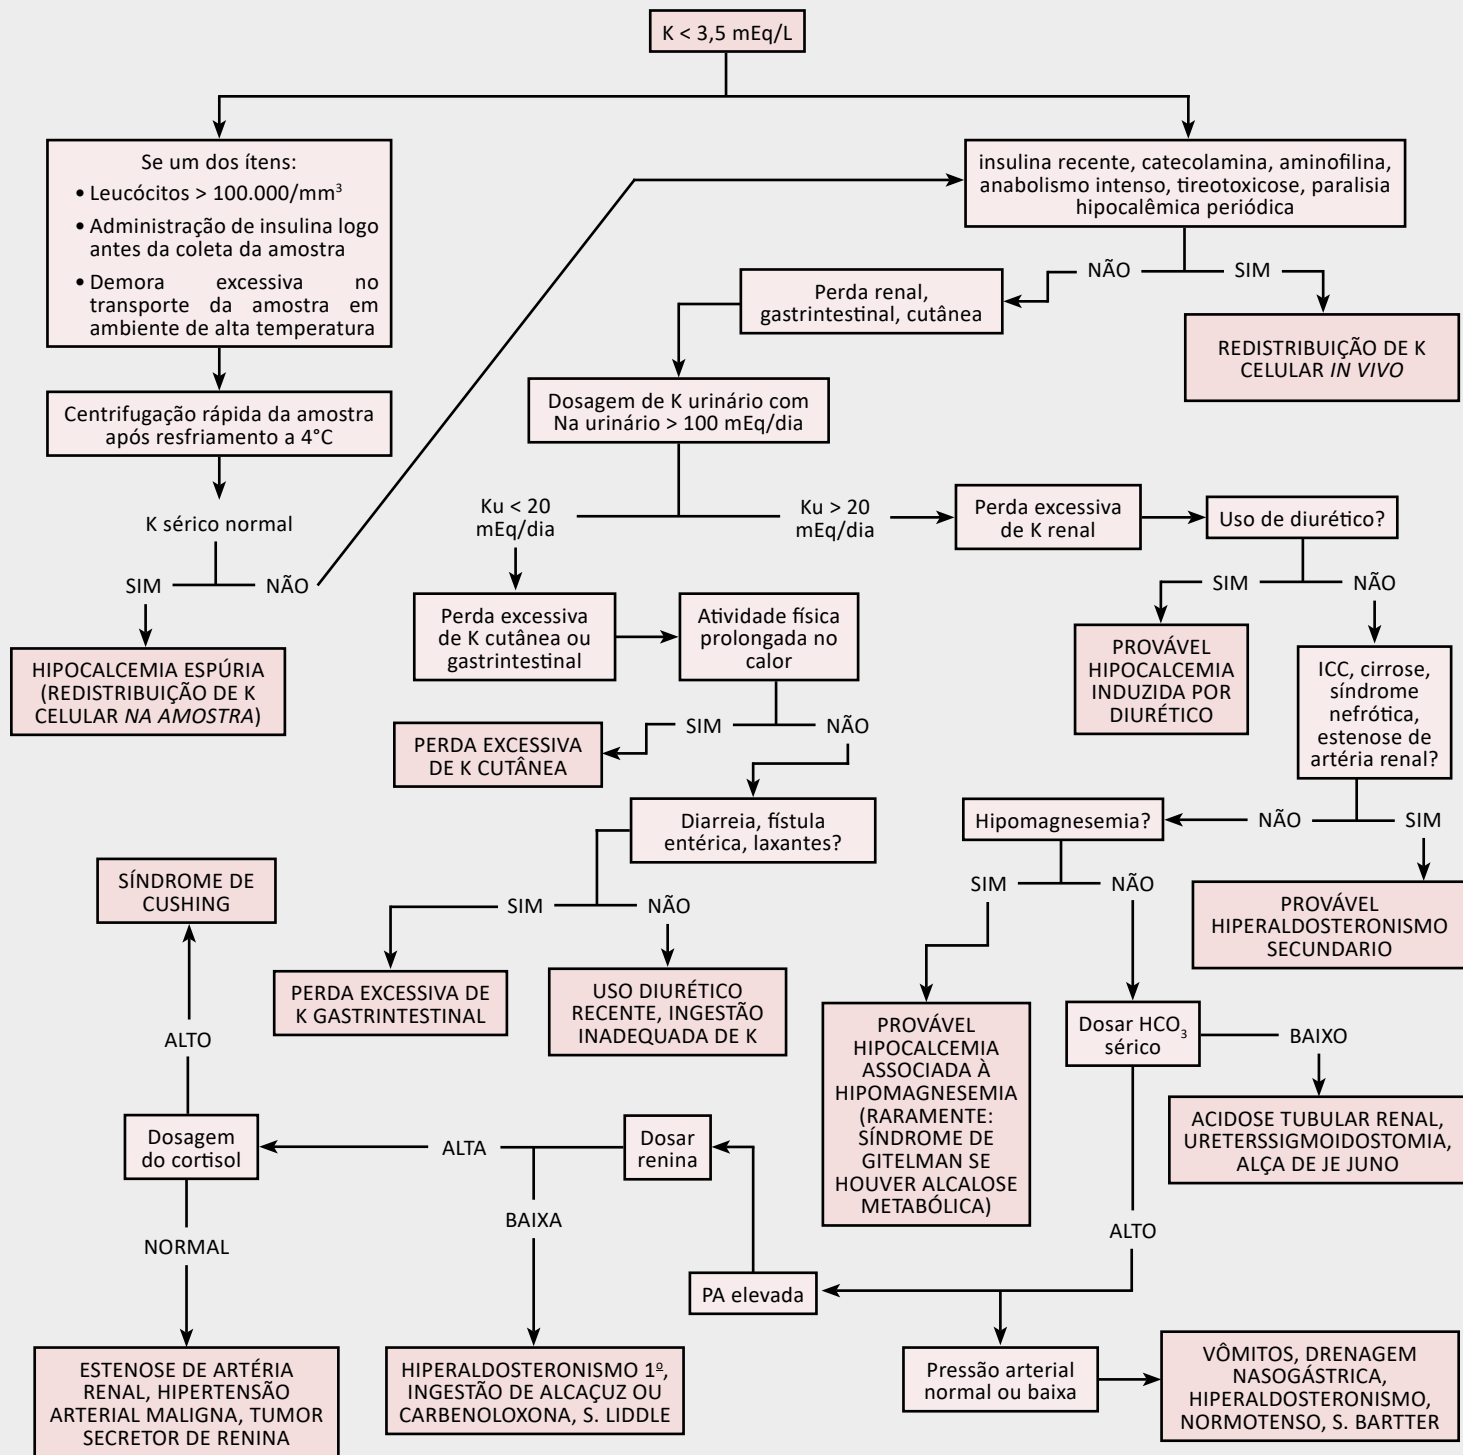 K < 3,5 mEq/L
Se um dos ítens:
• Leucócitos > 100.000/mm³
• Administração de insulina logo
antes da coleta da amostra
• Demora excessiva no
transporte da amostra em
ambiente de alta temperatura
insulina recente, catecolamina, aminofilina,
anabolismo intenso, tireotoxicose, paralisia
hipocalêmica periódica
NÃO
SIM
Perda renal,
gastrintestinal, cutânea
REDISTRIBUIÇÃO DE K
CELULAR IN VIVO
Centrifugação rápida da amostra
após resfriamento a 4°C
Dosagem de K urinário com
Na urinário > 100 mEq/dia
K sérico normal
SIM
NÃO
Ku < 20
mEq/dia
Ku > 20
mEq/dia
Perda excessiva
de K renal
Uso de diurético?
SIM
NÃO
HIPOCALCEMIA ESPÚRIA
(REDISTRIBUIÇÃO DE K
CELULAR NA AMOSTRA)
Perda excessiva
de K cutânea ou
gastrintestinal
Atividade física
prolongada no
calor
PROVÁVEL
HIPOCALCEMIA
INDUZIDA POR
DIURÉTICO
ICC, cirrose,
síndrome
nefrótica,
estenose de
artéria renal?
SIM
NÃO
PERDA EXCESSIVA
DE K CUTÂNEA
Diarreia, fístula
entérica, laxantes?
Hipomagnesemia?
NÃO
SIM
SÍNDROME DE
CUSHING
SIM
NÃO
SIM
NÃO
PROVÁVEL
HIPERALDOSTERONISMO
SECUNDARIO
PERDA EXCESSIVA DE
K GASTRINTESTINAL
USO DIURÉTICO
RECENTE, INGESTÃO
INADEQUADA DE K
PROVÁVEL
HIPOCALCEMIA
ASSOCIADA À
HIPOMAGNESEMIA
(RARAMENTE:
SÍNDROME DE
GITELMAN SE
HOUVER ALCALOSE
METABÓLICA)
Dosar HCO₃
sérico
BAIXO
ALTO
ACIDOSE TUBULAR RENAL,
URETERSSIGMOIDOSTOMIA,
ALÇA DE JE JUNO
Dosagem
do cortisol
ALTA
Dosar
renina
BAIXA
NORMAL
ALTO
PA elevada
Pressão arterial
normal ou baixa
ESTENOSE DE ARTÉRIA
RENAL, HIPERTENSÃO
ARTERIAL MALIGNA, TUMOR
SECRETOR DE RENINA
HIPERALDOSTERONISMO 1º,
INGESTÃO DE ALCAÇUZ OU
CARBENOLOXONA, S. LIDDLE
VÔMITOS, DRENAGEM
NASOGÁSTRICA,
HIPERALDOSTERONISMO,
NORMOTENSO, S. BARTTER